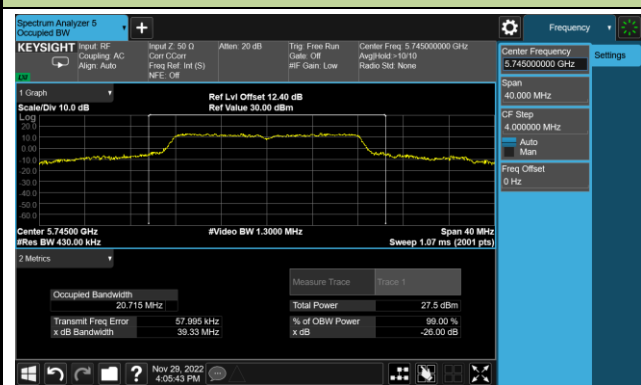 Spectrum Analyzer 5
Occupied BW
+
Frequency
KEYSIGHT
Input: RF
Coupling: AC
Align: Auto
Input Z: 50 Ω
Corr CCorr
Freq Ref: Int (S)
NFE: Off
Atten: 20 dB
Trig: Free Run
Gate: Off
#IF Gain: Low
Center Freq: 5.745000000 GHz
Avg|Hold:>10/10
Radio Std: None
LXI
Center Frequency
5.745000000 GHz
Settings
Span
40.000 MHz
CF Step
4.000000 MHz
Auto
Man
Freq Offset
0 Hz
1 Graph
Scale/Div 10.0 dB
Ref Lvl Offset 12.40 dB
Ref Value 30.00 dBm
Log
20.0
10.0
0.00
-10.0
-20.0
-30.0
-40.0
-50.0
-60.0
Center 5.74500 GHz
#Res BW 430.00 kHz
#Video BW 1.3000 MHz
Span 40 MHz
Sweep 1.07 ms (2001 pts)
2 Metrics
Measure Trace
Trace 1
Occupied Bandwidth
20.715 MHz
Total Power
27.5 dBm
Transmit Freq Error
57.995 kHz
% of OBW Power
99.00 %
x dB Bandwidth
39.33 MHz
x dB
-26.00 dB
?
Nov 29, 2022
4:05:43 PM